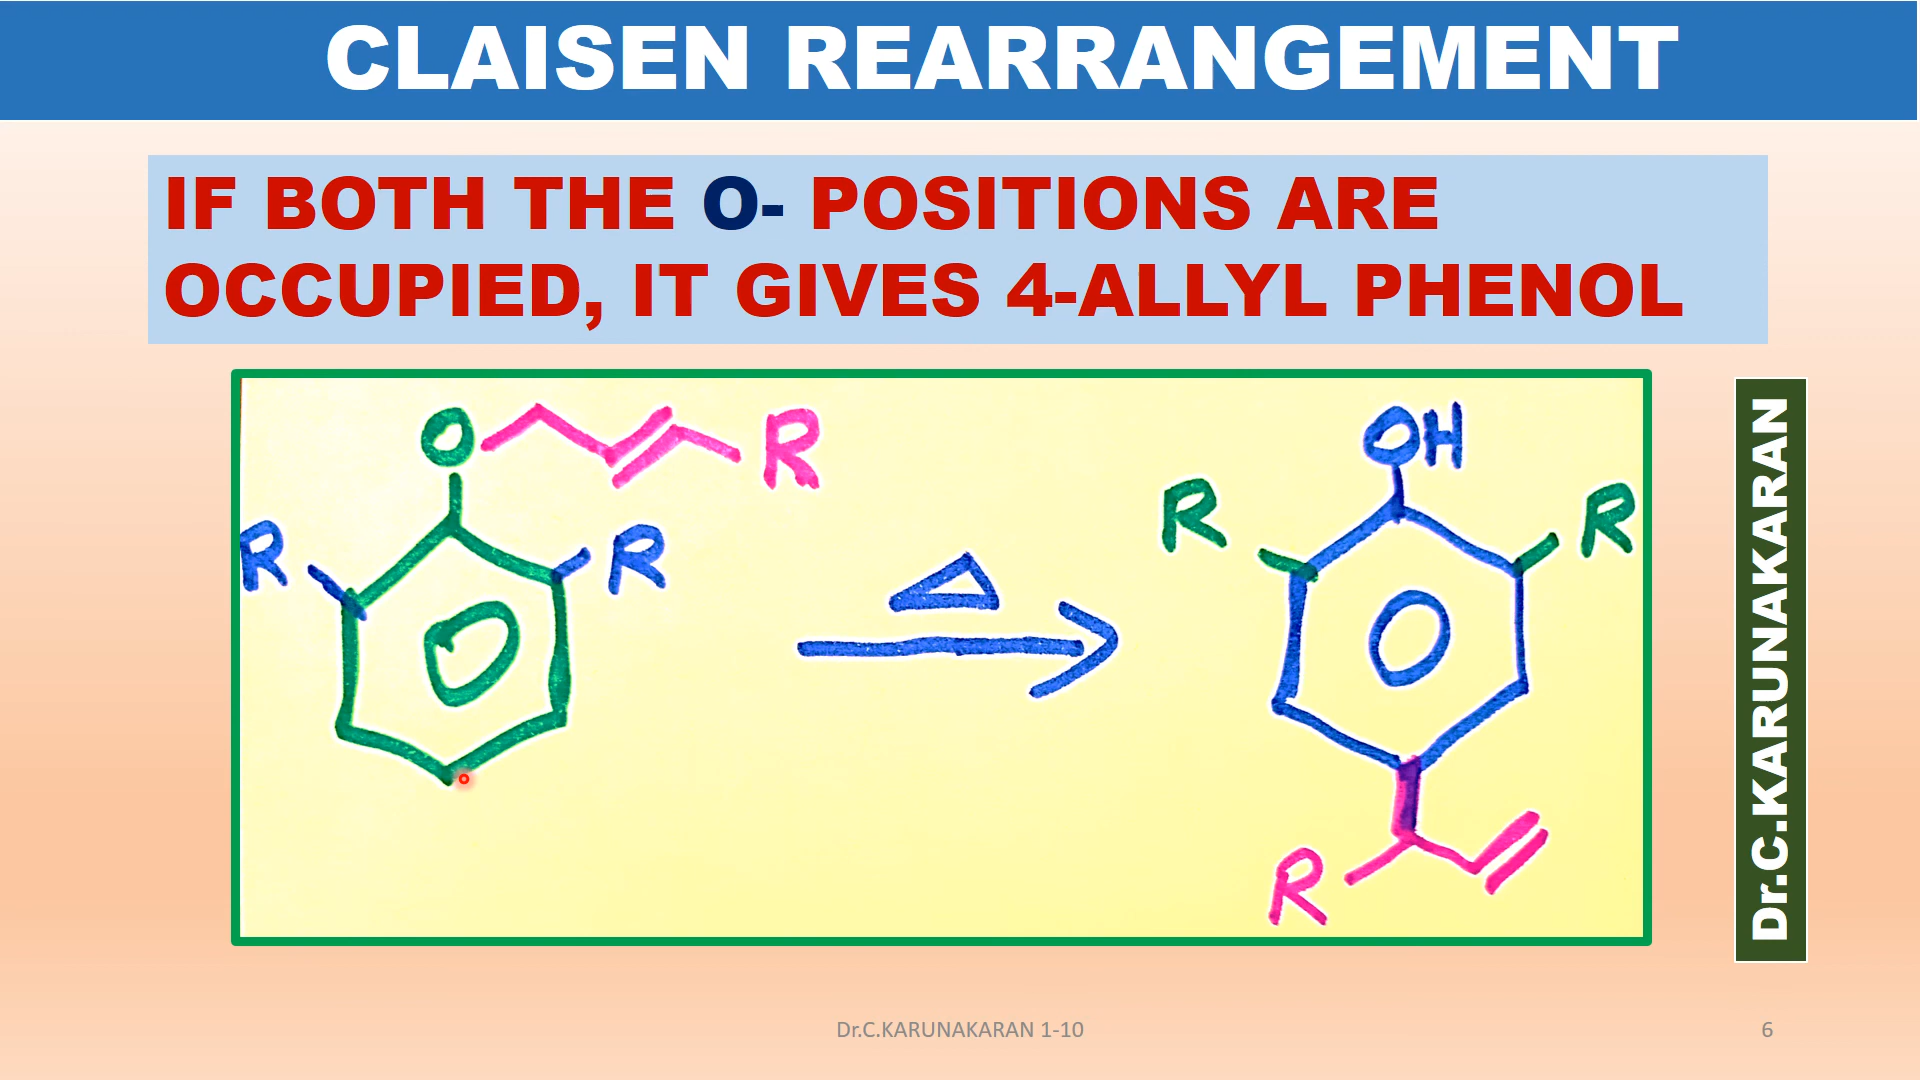 CLAISEN REARRANGEMENT
IF BOTH THE O- POSITIONS ARE
OCCUPIED, IT GIVES 4-ALLYL PHENOL
O R
R R
Δ
OH
R R
R
Dr.C.KARUNAKARAN
Dr.C.KARUNAKARAN 1-10
6